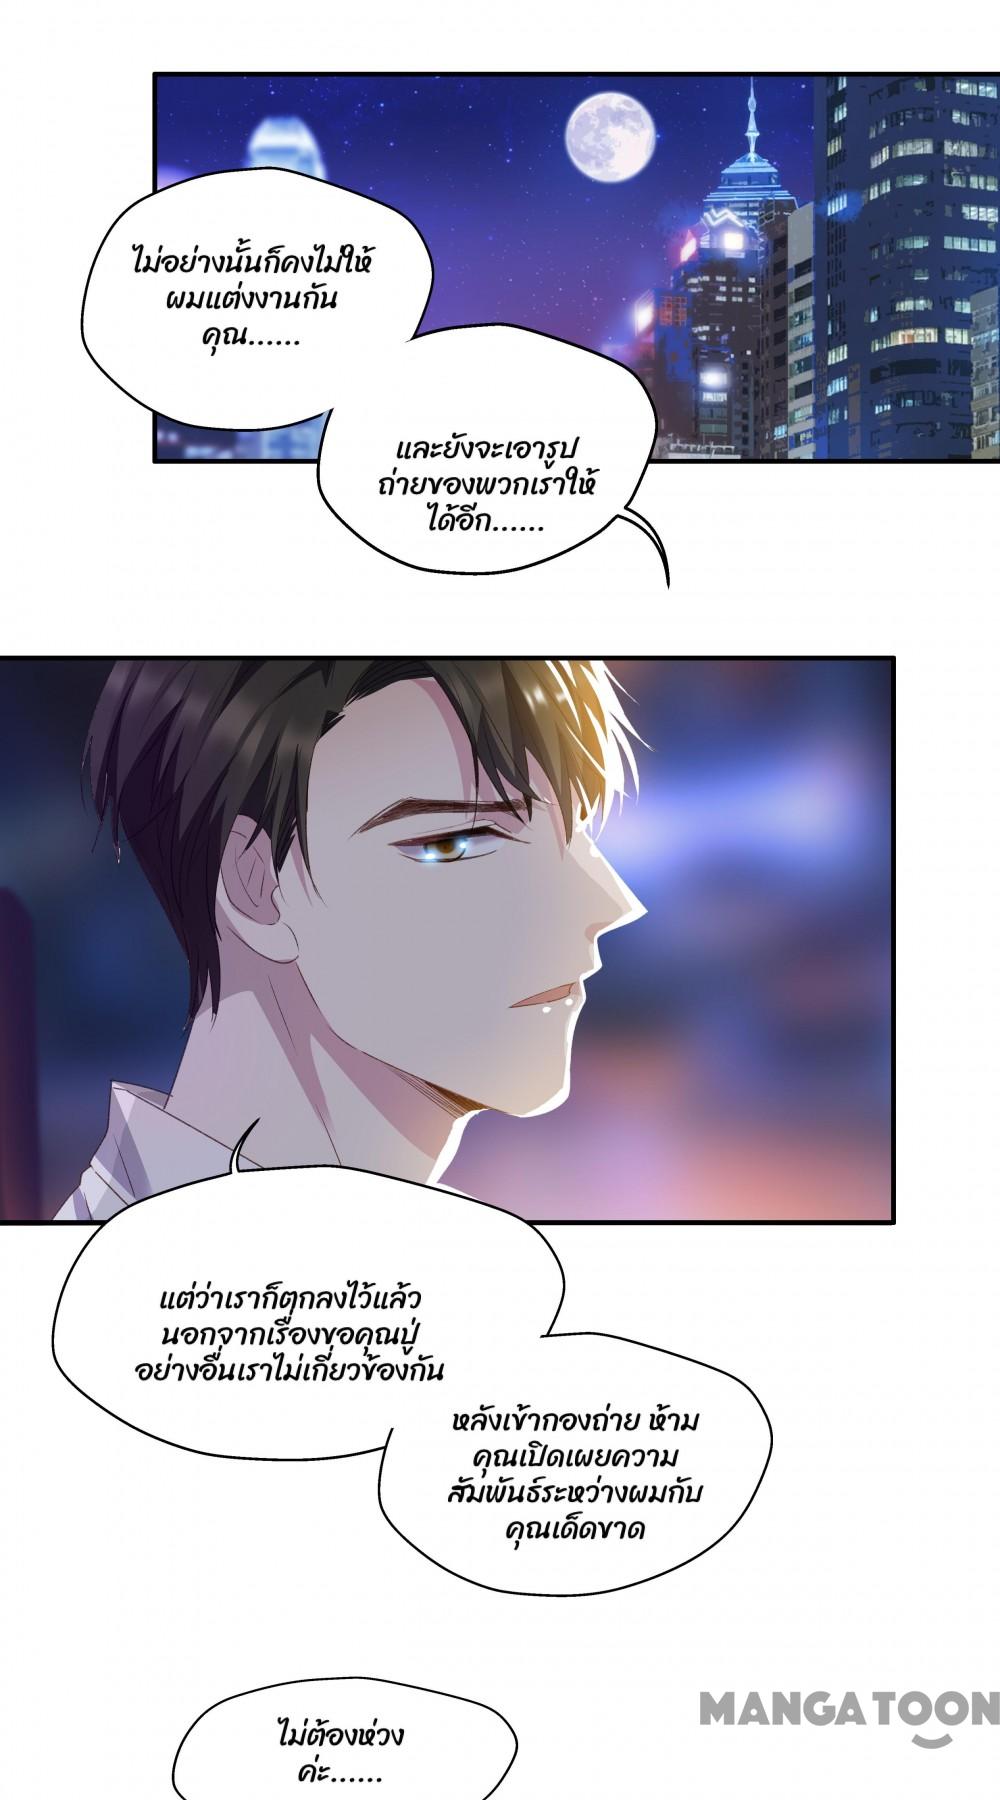 ไม่อย่างนั้นก็คงไม่ให้
ผมแต่งงานกัน
คุณ......
และยังจะเอารูป
ถ่ายของพวกเราให้
ได้อีก......
แต่ว่าเราก็ตกลงไว้แล้ว
นอกจากเรื่องขอคุณปู่
อย่างอื่นเราไม่เกี่ยวข้องกัน
หลังเข้ากองถ่าย ห้าม
คุณเปิดเผยความ
สัมพันธ์ระหว่างผมกับ
คุณเด็ดขาด
MANGATOON
ไม่ต้องห่วง
ค่ะ......